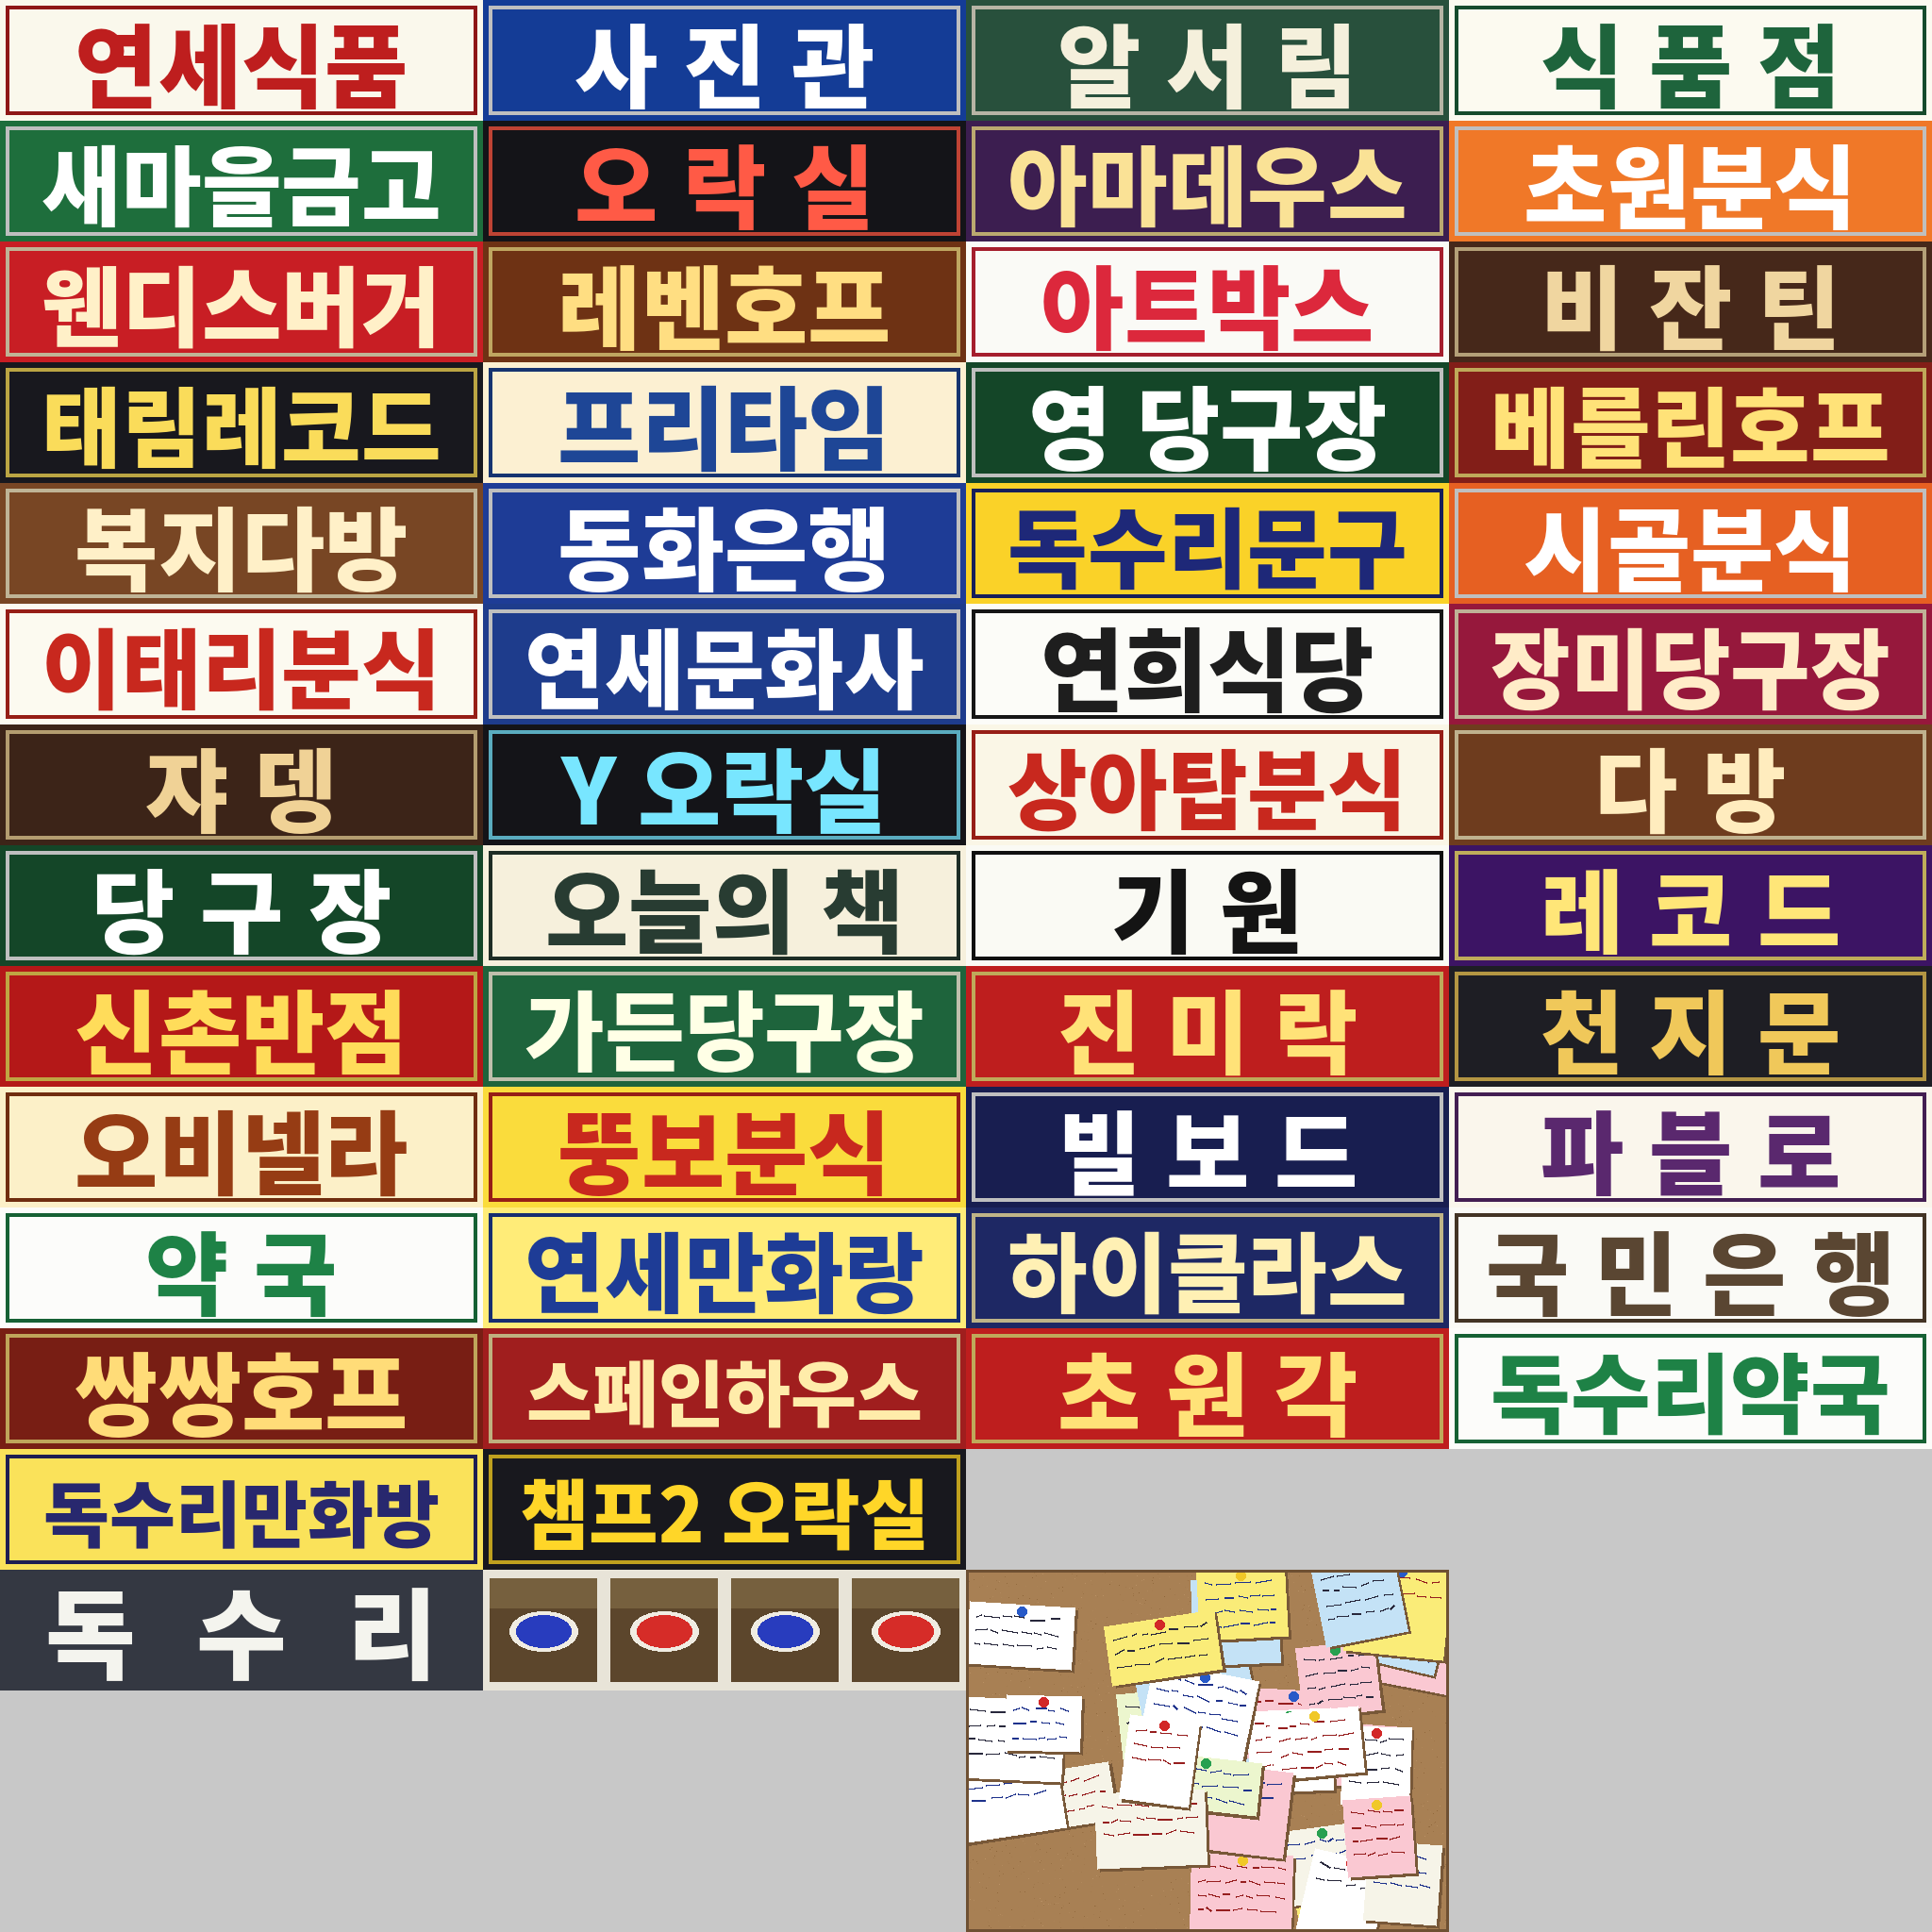 연세식품
사 진 관
알 서 림
식 품 점
새마을금고
오 락 실
아마데우스
초원분식
웬디스버거
레벤호프
아트박스
비 잔 틴
태림레코드
프리타임
영 당구장
베를린호프
복지다방
동화은행
독수리문구
시골분식
이태리분식
연세문화사
연희식당
장미당구장
쟈 뎅
Y 오락실
상아탑분식
다 방
당 구 장
오늘의 책
기 원
레 코 드
신촌반점
가든당구장
진 미 락
천 지 문
오비넬라
뚱보분식
빌 보 드
파 블 로
약 국
연세만화랑
하이클라스
국 민 은 행
쌍쌍호프
스페인하우스
초 원 각
독수리약국
독수리만화방
챔프2 오락실
독 수 리